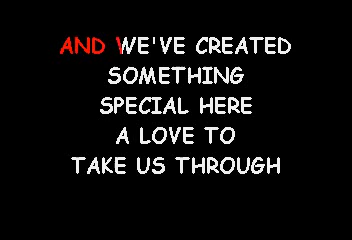 AND WE'VE CREATED
SOMETHING
SPECIAL HERE
A LOVE TO
TAKE US THROUGH